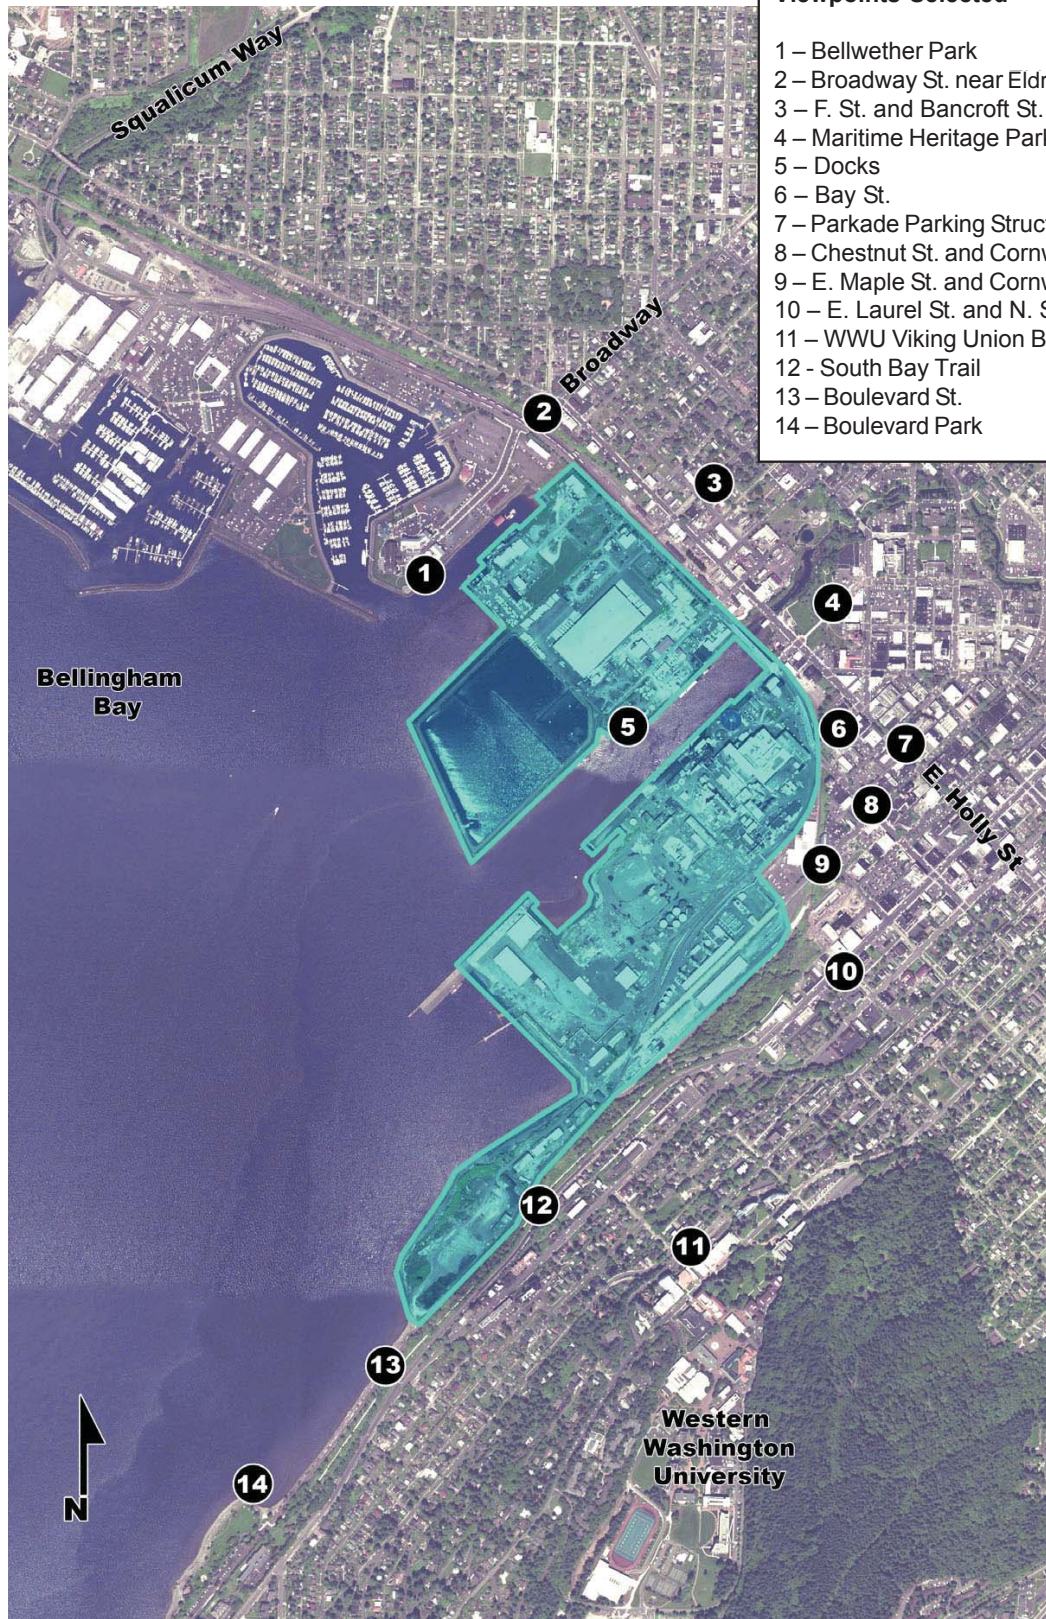 Viewpoints Selected
1 – Bellwether Park
2 – Broadway St. near Eldr
3 – F. St. and Bancroft St.
4 – Maritime Heritage Park
5 – Docks
6 – Bay St.
7 – Parkade Parking Struct
8 – Chestnut St. and Cornw
9 – E. Maple St. and Cornw
10 – E. Laurel St. and N. S
11 – WWU Viking Union B
12 - South Bay Trail
13 – Boulevard St.
14 – Boulevard Park
Squalicum Way
Broadway
2
3
1
4
Bellingham
Bay
5
6
7
E. Holly St
8
9
10
12
11
13
Western
Washington
University
14
N